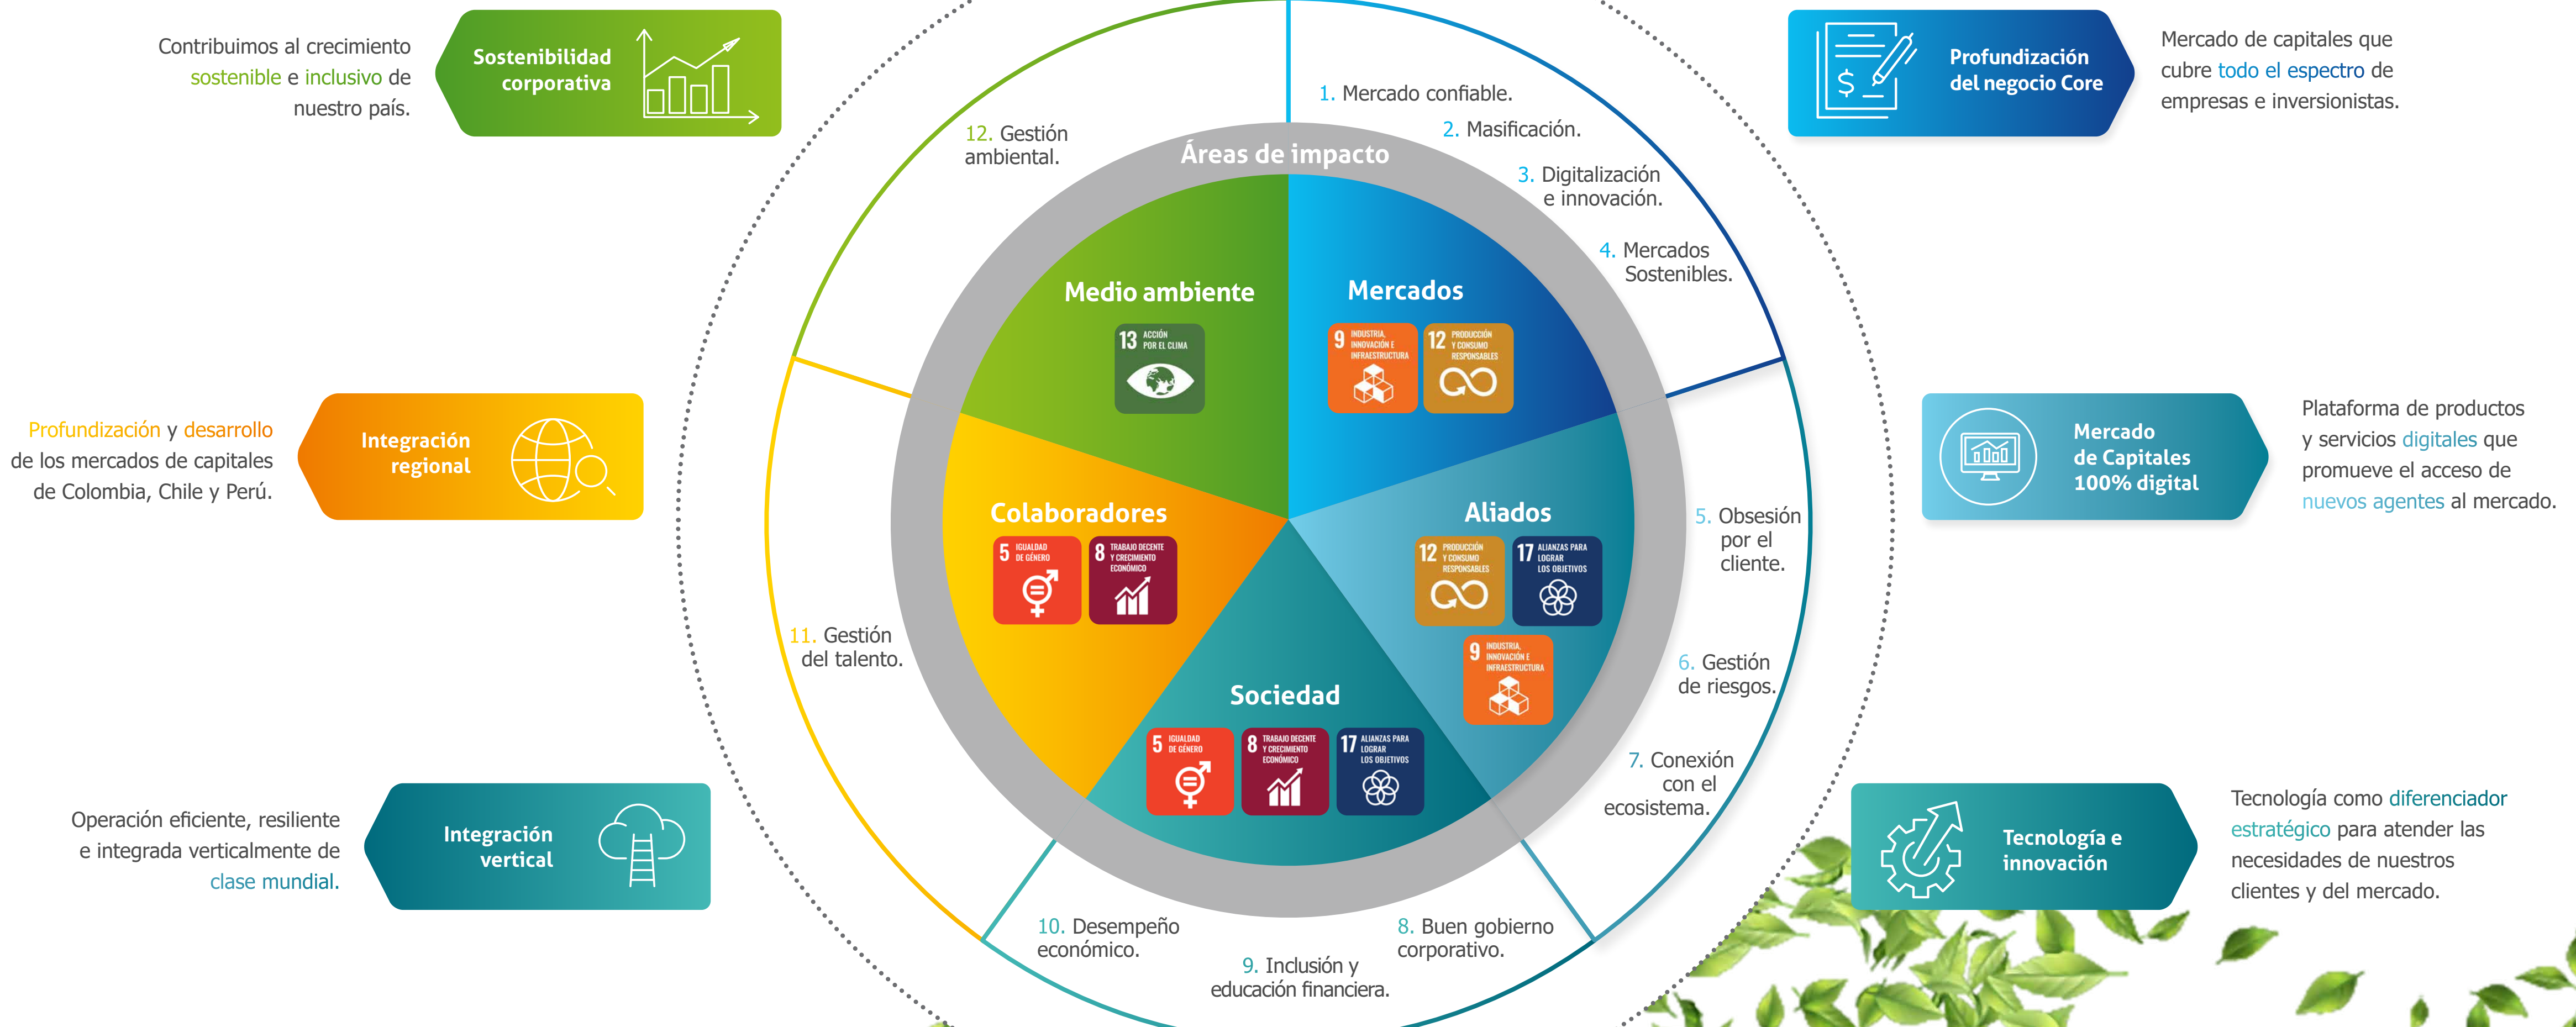 Contribuimos al crecimiento
sostenible e inclusivo de
nuestro país.
Sostenibilidad
corporativa
Profundización
del negocio Core
Mercado de capitales que
cubre todo el espectro de
empresas e inversionistas.
Profundización y desarrollo
de los mercados de capitales
de Colombia, Chile y Perú.
Integración
regional
Mercado
de Capitales
100% digital
Plataforma de productos
y servicios digitales que
promueve el acceso de
nuevos agentes al mercado.
Operación eficiente, resiliente
e integrada verticalmente de
clase mundial.
Integración
vertical
Tecnología e
innovación
Tecnología como diferenciador
estratégico para atender las
necesidades de nuestros
clientes y del mercado.
Áreas de impacto
1. Mercado confiable.
2. Masificación.
3. Digitalización
e innovación.
4. Mercados
Sostenibles.
5. Obsesión
por el
cliente.
6. Gestión
de riesgos.
7. Conexión
con el
ecosistema.
8. Buen gobierno
corporativo.
9. Inclusión y
educación financiera.
10. Desempeño
económico.
11. Gestión
del talento.
12. Gestión
ambiental.
Medio ambiente
13 ACCIÓN
POR EL CLIMA
Mercados
9 INDUSTRIA,
INNOVACIÓN E
INFRAESTRUCTURA
12 PRODUCCIÓN
Y CONSUMO
RESPONSABLES
Colaboradores
5 IGUALDAD
DE GÉNERO
8 TRABAJO DECENTE
Y CRECIMIENTO
ECONÓMICO
Aliados
12 PRODUCCIÓN
Y CONSUMO
RESPONSABLES
17 ALIANZAS PARA
LOGRAR
LOS OBJETIVOS
9 INDUSTRIA,
INNOVACIÓN E
INFRAESTRUCTURA
Sociedad
5 IGUALDAD
DE GÉNERO
8 TRABAJO DECENTE
Y CRECIMIENTO
ECONÓMICO
17 ALIANZAS PARA
LOGRAR
LOS OBJETIVOS